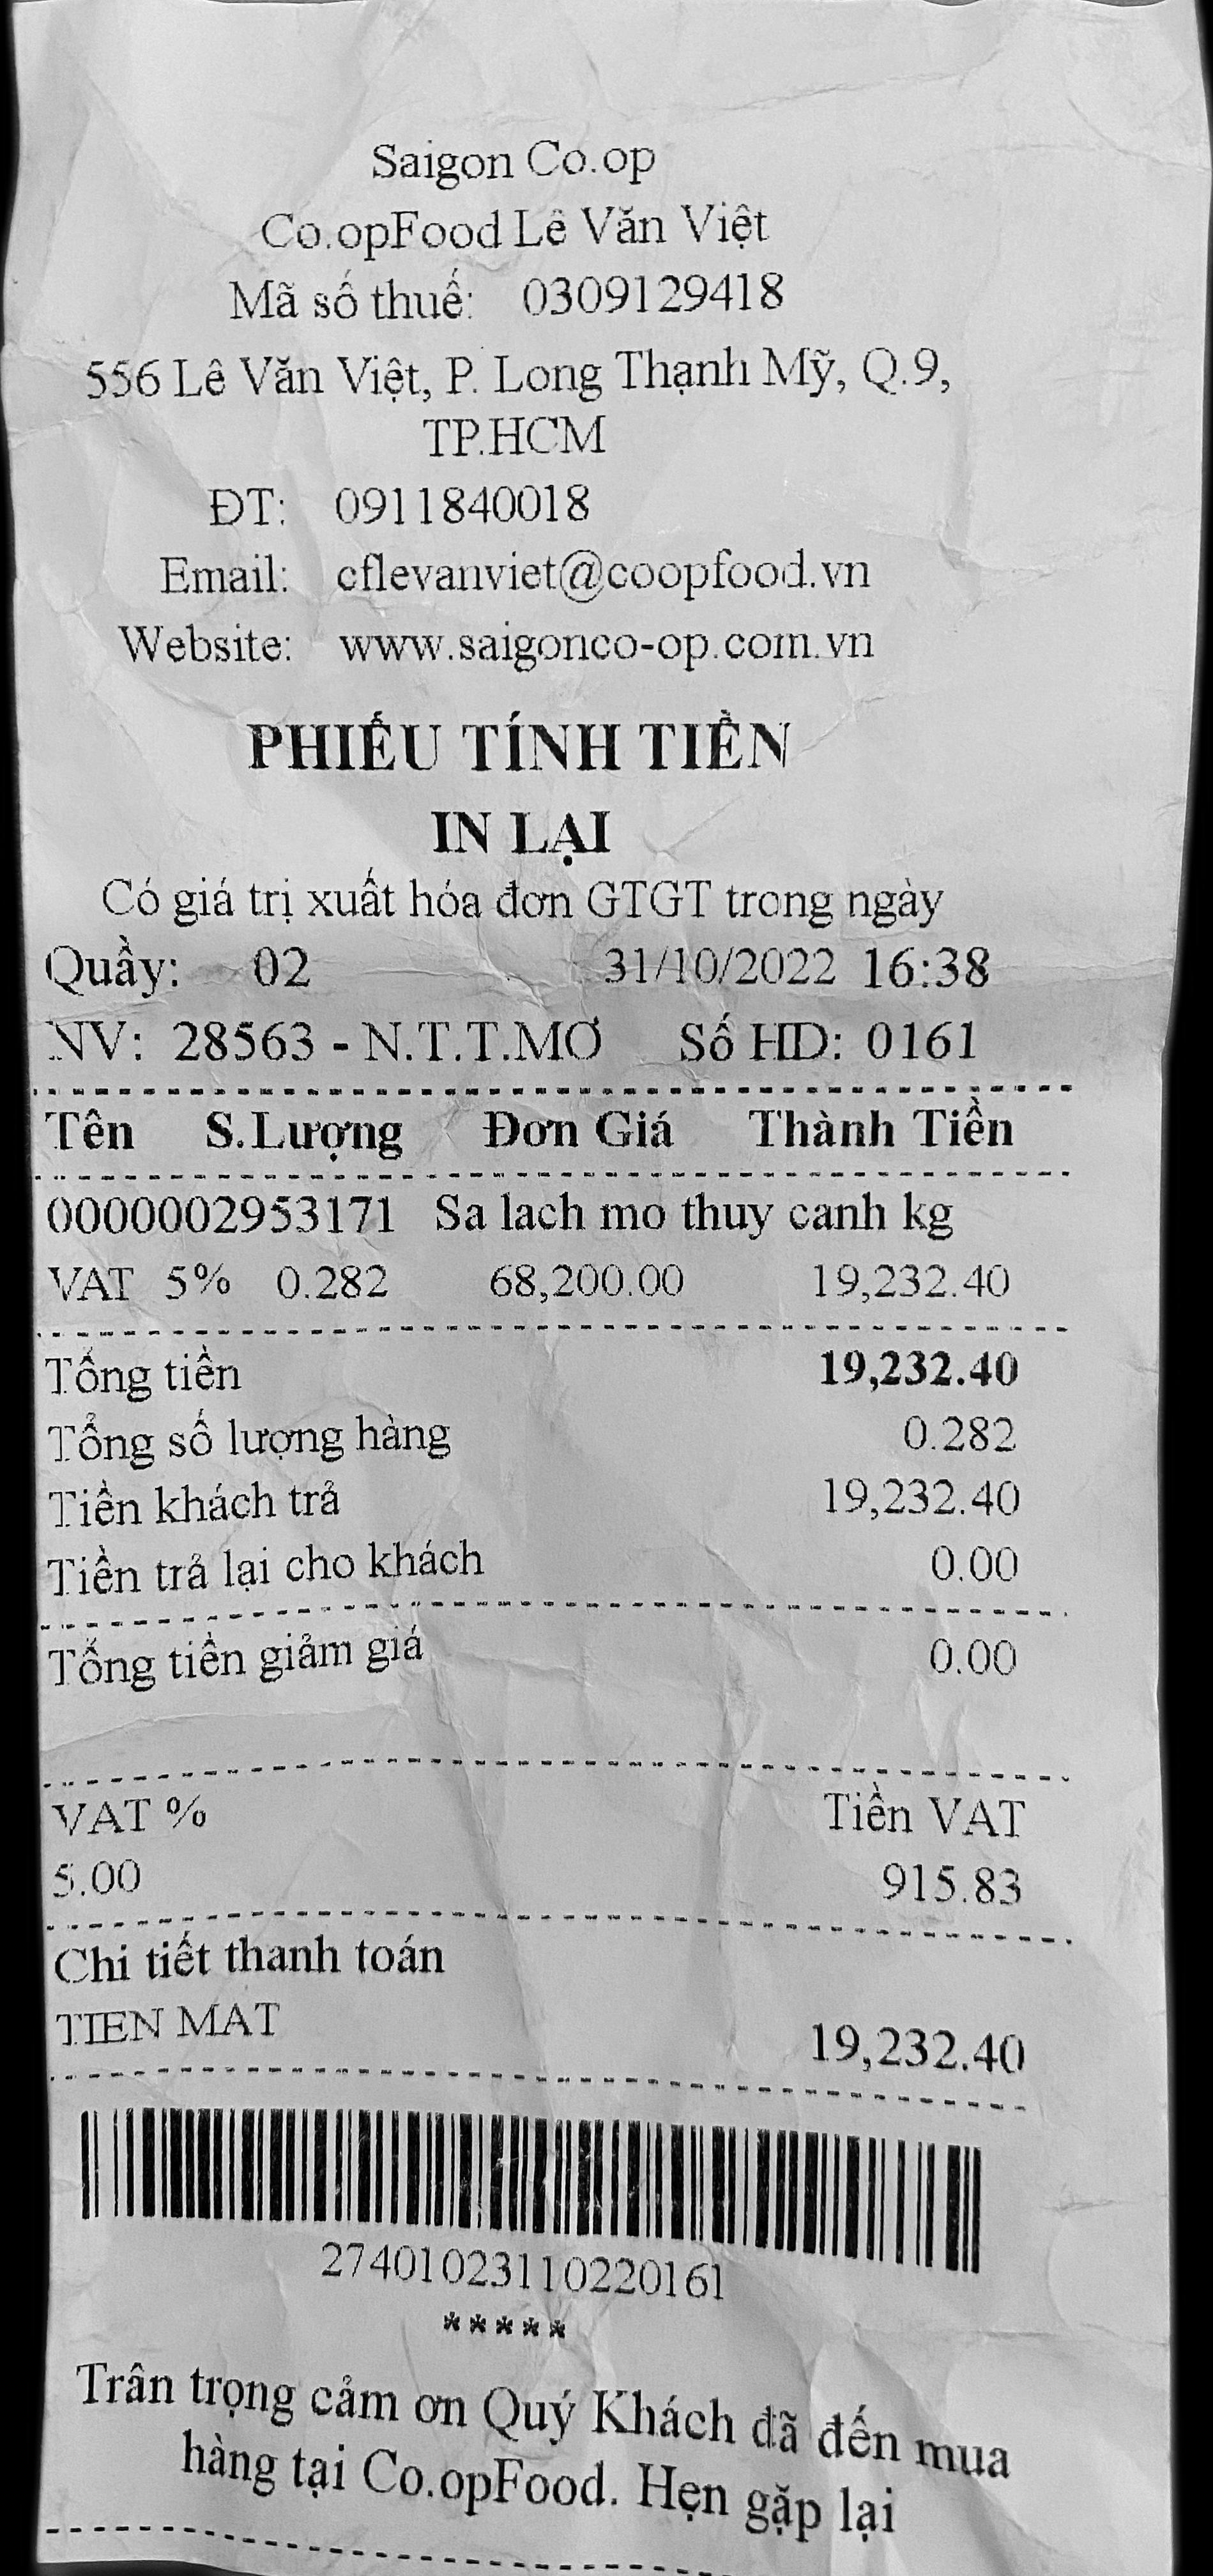 Saigon Co.op
Co.opFood Lê Văn Việt
Mã số thuế: 0309129418
556 Lê Văn Việt, P. Long Thạnh Mỹ, Q.9,
TP.HCM
ĐT: 0911840018
Email: cflevanviet@coopfood.vn
Website: www.saigonco-op.com.vn
PHIẾU TÍNH TIỀN
IN LẠI
Có giá trị xuất hóa đơn GTGT trong ngày
Quầy: 02 31/10/2022 16:38
NV: 28563 - N.T.T.MƠ Số HD: 0161
Tên S.Lượng Đơn Giá Thành Tiền
0000002953171 Sa lach mo thuy canh kg
VAT 5% 0.282 68,200.00 19,232.40
Tổng tiền 19,232.40
Tổng số lượng hàng 0.282
Tiền khách trả 19,232.40
Tiền trả lại cho khách 0.00
Tổng tiền giảm giá 0.00
VAT % Tiền VAT
5.00 915.83
Chi tiết thanh toán
TIEN MAT 19,232.40
27401023110220161
*****
Trân trọng cảm ơn Quý Khách đã đến mua
hàng tại Co.opFood. Hẹn gặp lại